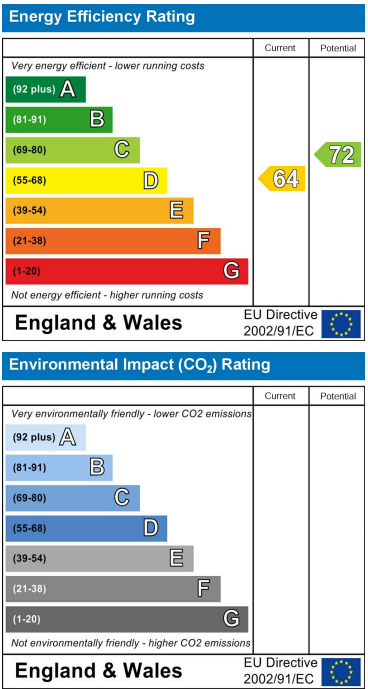 Energy Efficiency Rating
Current Potential
Very energy efficient - lower running costs
(92 plus) A
(81-91) B
(69-80) C
72
(55-68) D
64
(39-54) E
(21-38) F
(1-20) G
Not energy efficient - higher running costs
England & Wales
EU Directive
2002/91/EC
Environmental Impact (CO₂) Rating
Current Potential
Very environmentally friendly - lower CO2 emissions
(92 plus) A
(81-91) B
(69-80) C
(55-68) D
(39-54) E
(21-38) F
(1-20) G
Not environmentally friendly - higher CO2 emissions
England & Wales
EU Directive
2002/91/EC